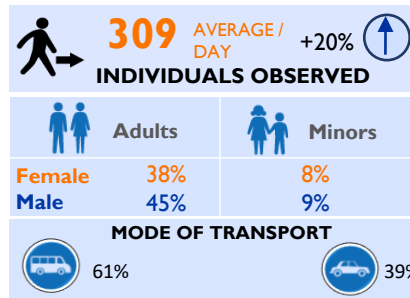 309 AVERAGE / DAY +20%
INDIVIDUALS OBSERVED
Adults Minors
Female 38% 8%
Male 45% 9%
MODE OF TRANSPORT
61% 39%